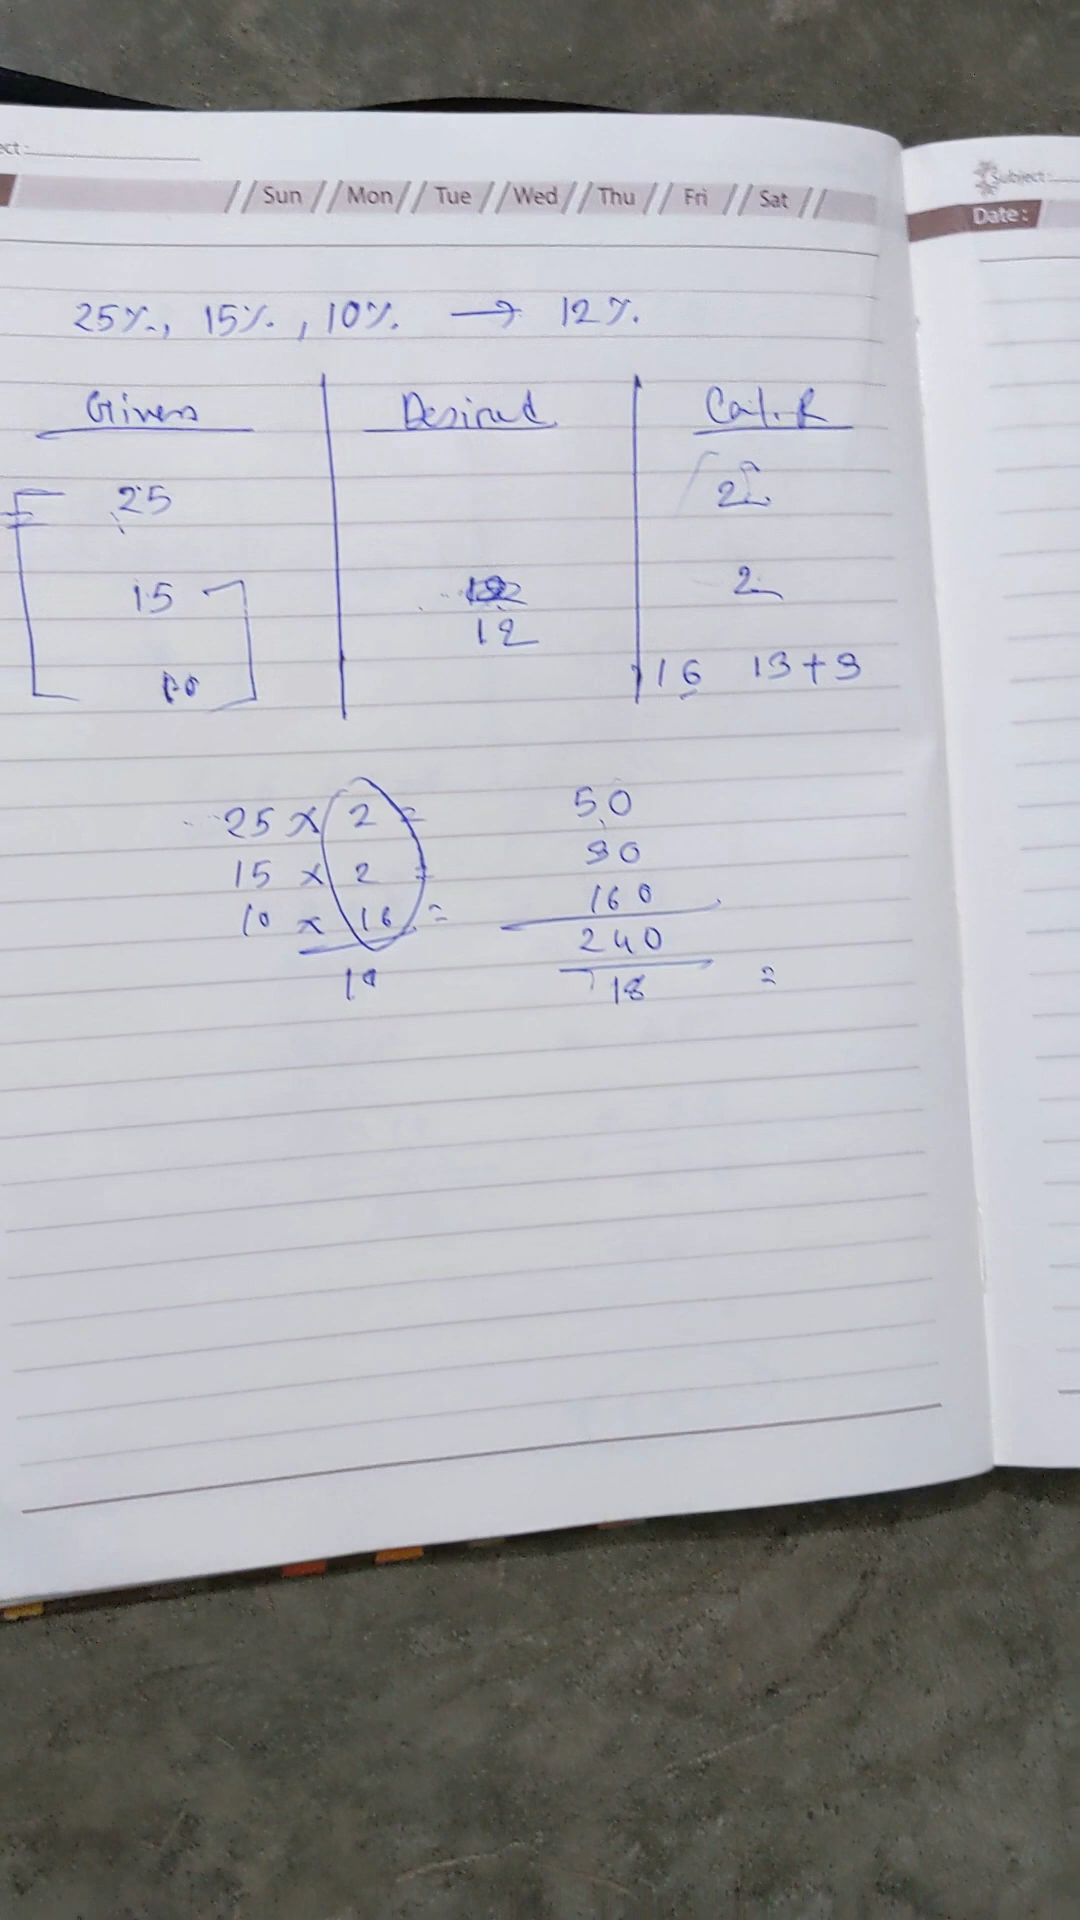 ect:
// Sun // Mon // Tue // Wed // Thu // Fri // Sat //
Subject:
Date:
25%, 15%, 10% → 12%
Given Desired Cal. R
25 2
15 2
12
10 16 13+3
25 x 2 = 50
15 x 2 = 30
10 x 16 = 160
240
18 =